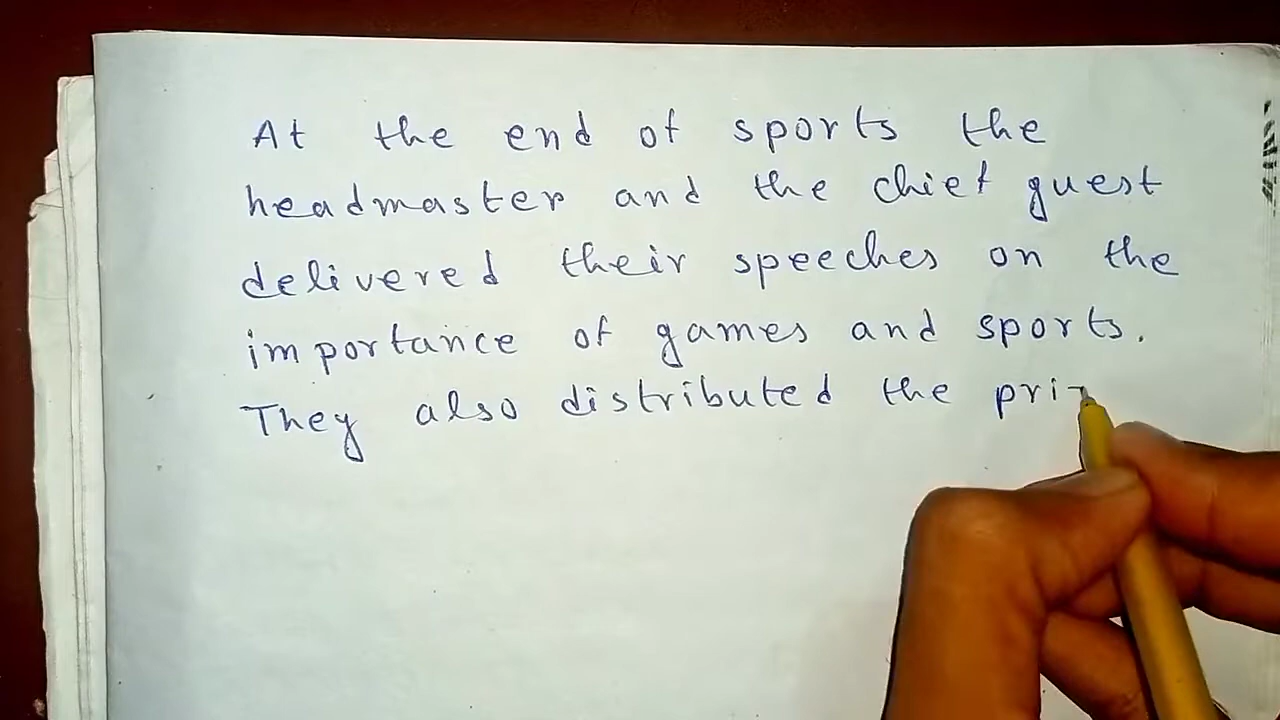 At the end of sports the
headmaster and the chief guest
delivered their speeches on the
importance of games and sports.
They also distributed the pri